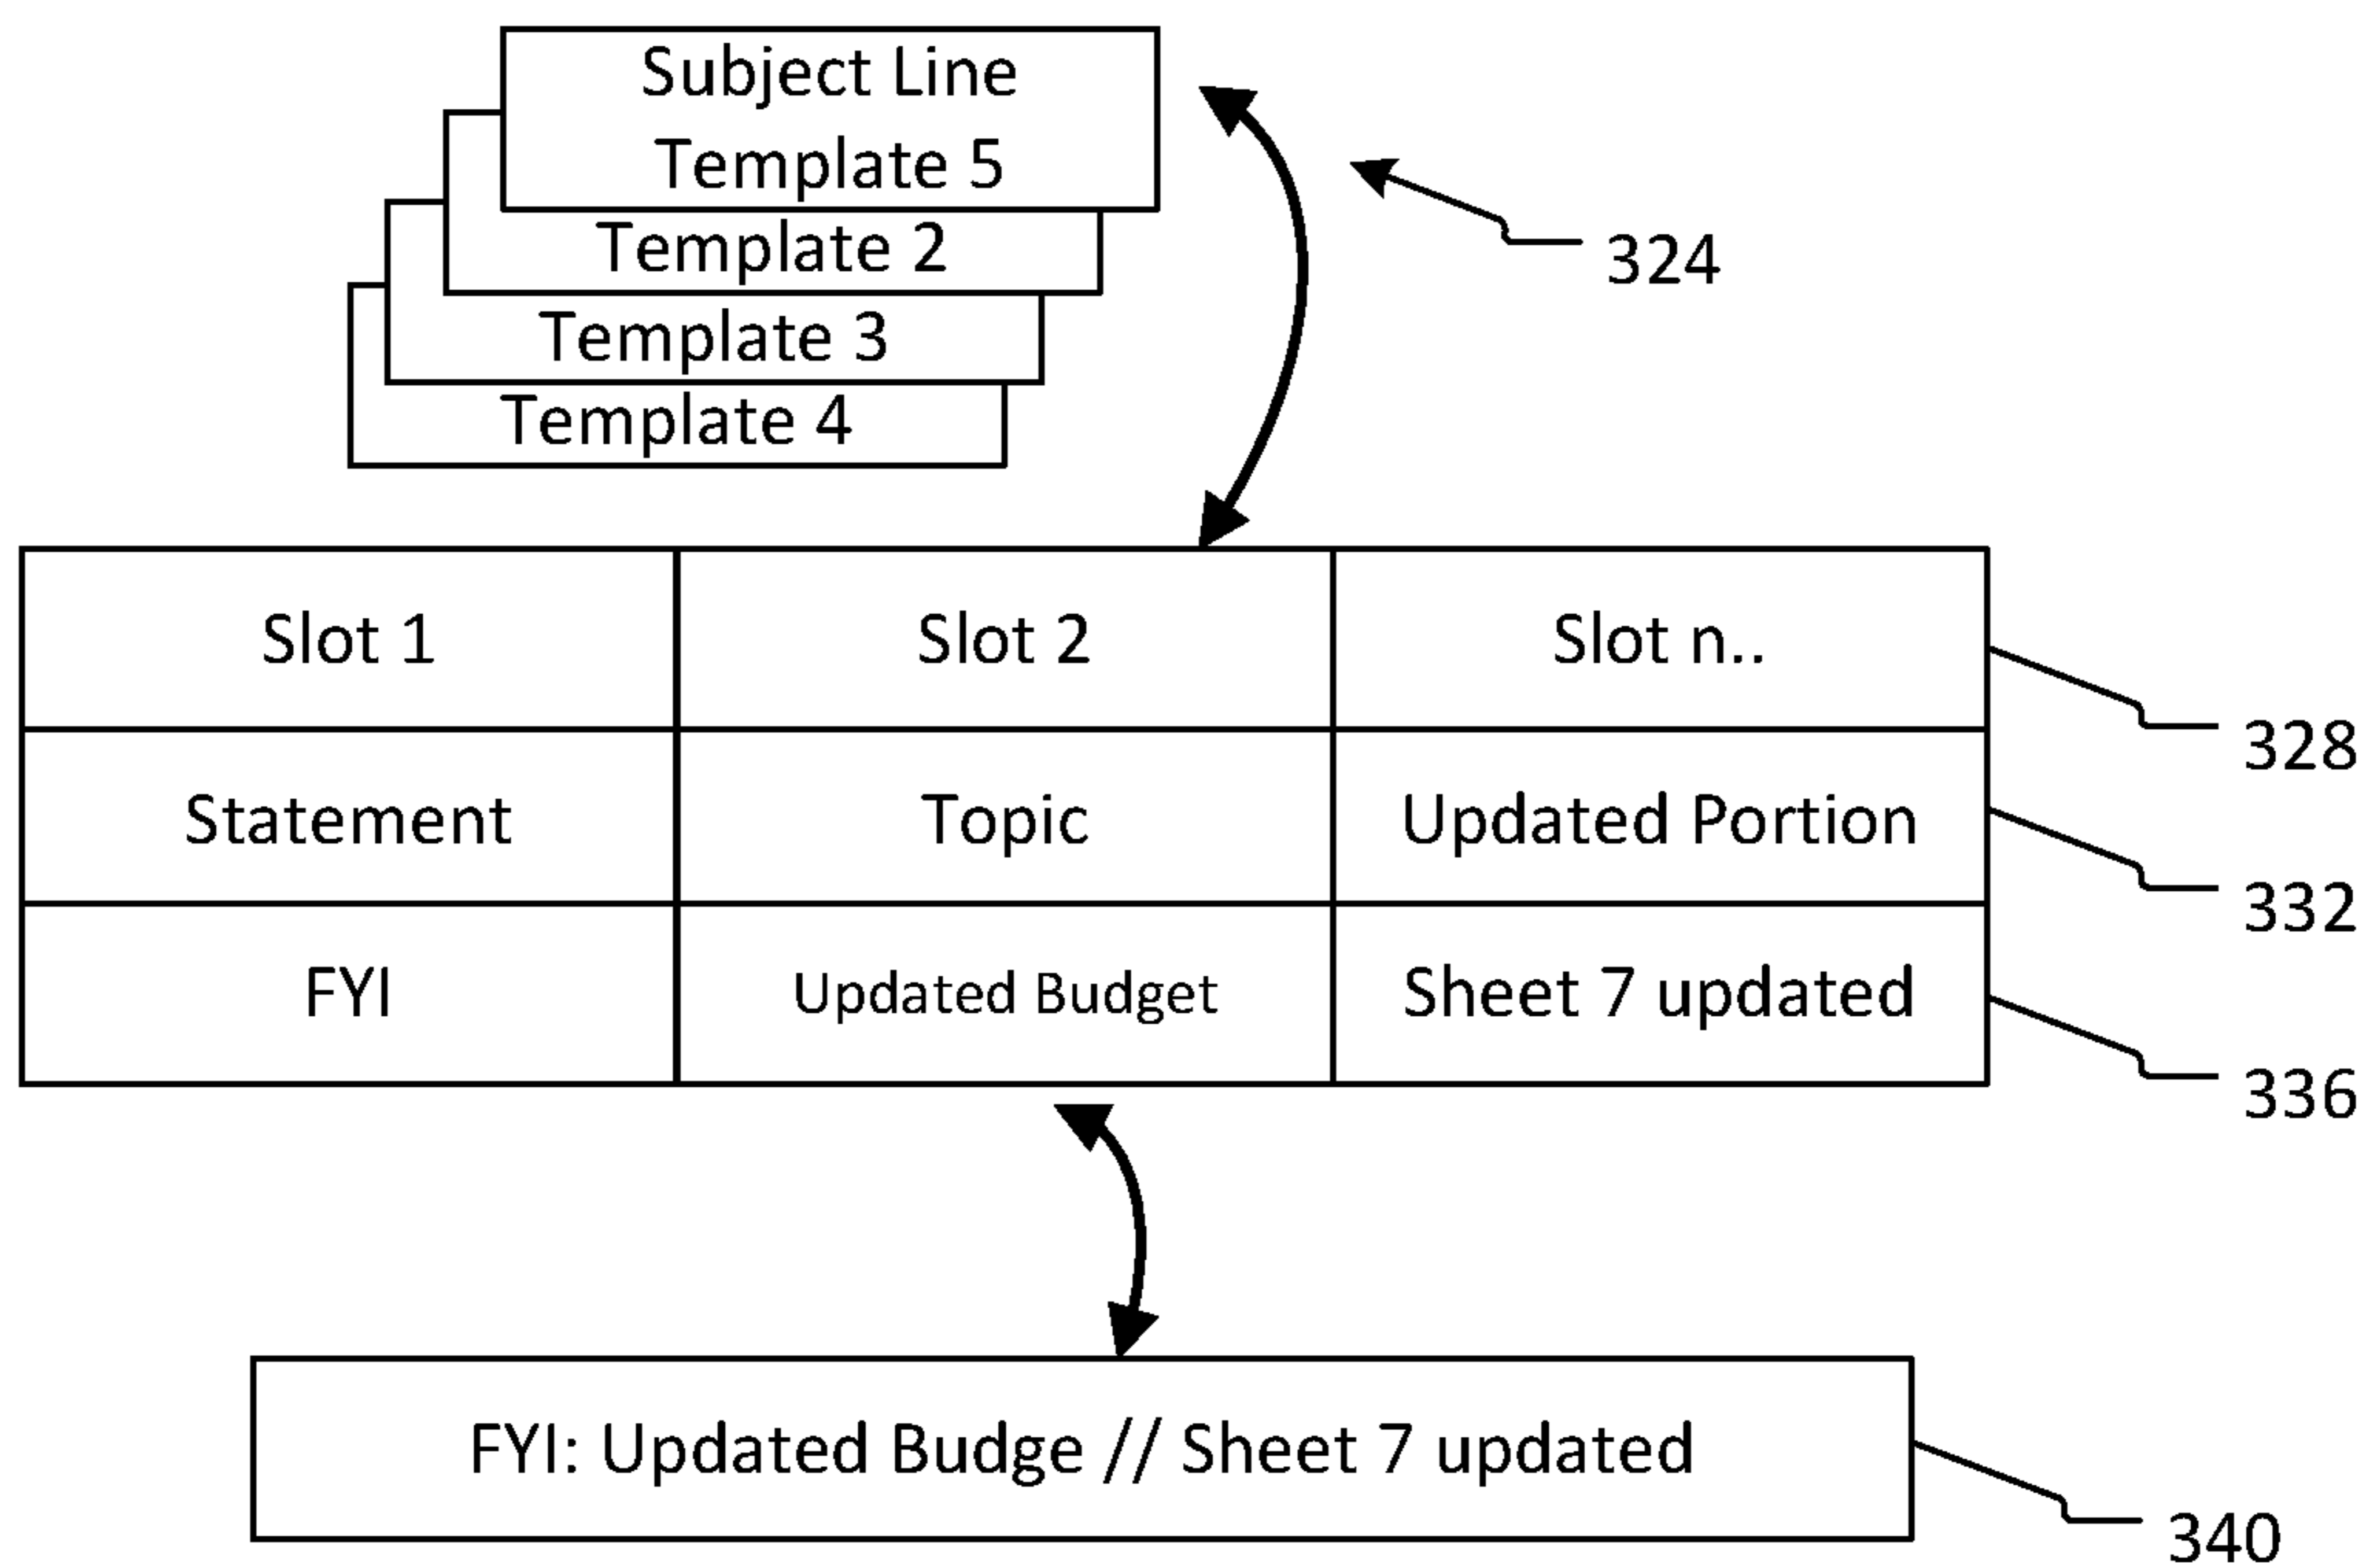 Subject Line
Template 5
Template 2
324
Template 3
Template 4
Slot 1 Slot 2 Slot n..
328
Statement Topic Updated Portion
332
FYI Updated Budget Sheet 7 updated
336
FYI: Updated Budge // Sheet 7 updated
340